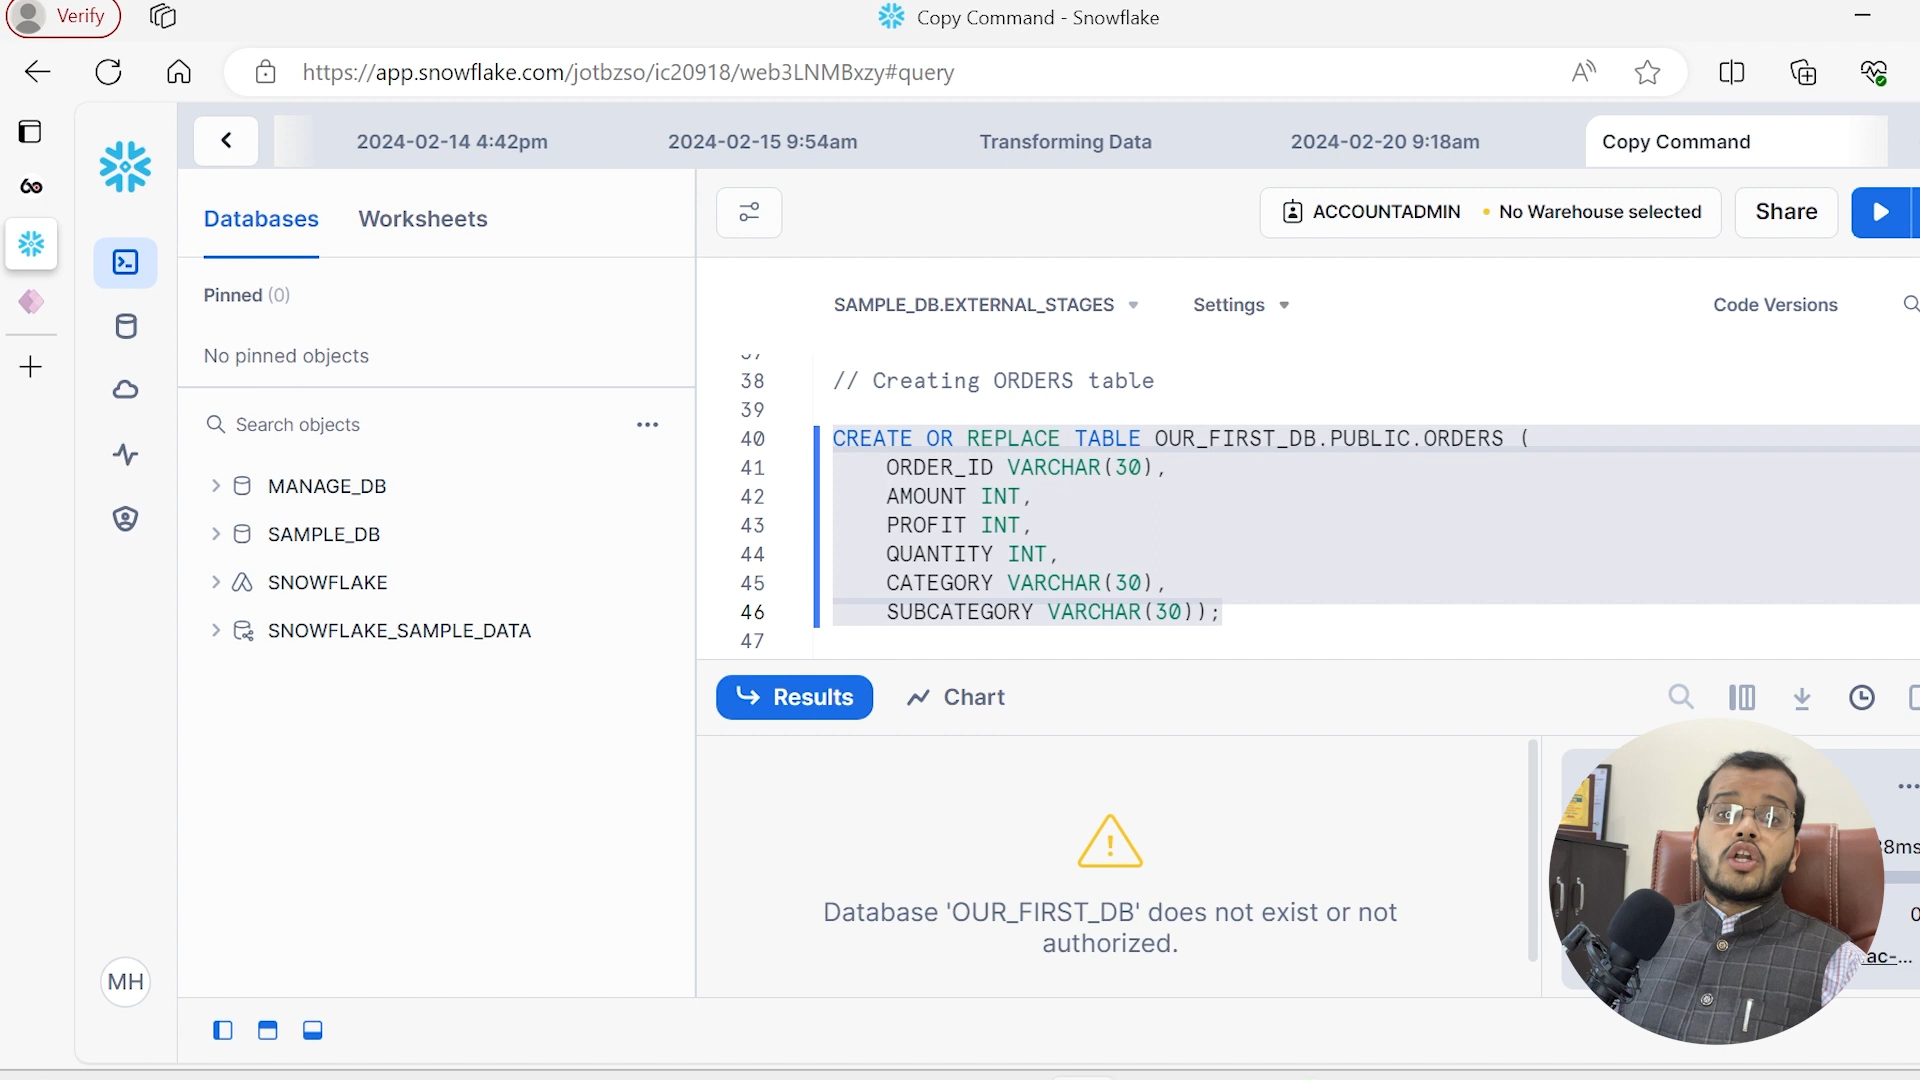 Verify
Copy Command - Snowflake
https://app.snowflake.com/jotbzso/ic20918/web3LNMBxzy#query
2024-02-14 4:42pm
2024-02-15 9:54am
Transforming Data
2024-02-20 9:18am
Copy Command
Databases
Worksheets
ACCOUNTADMIN
No Warehouse selected
Share
Pinned (0)
No pinned objects
Search objects
MANAGE_DB
SAMPLE_DB
SNOWFLAKE
SNOWFLAKE_SAMPLE_DATA
MH
SAMPLE_DB.EXTERNAL_STAGES
Settings
Code Versions
37
38 // Creating ORDERS table
39
40 CREATE OR REPLACE TABLE OUR_FIRST_DB.PUBLIC.ORDERS (
41 ORDER_ID VARCHAR(30),
42 AMOUNT INT,
43 PROFIT INT,
44 QUANTITY INT,
45 CATEGORY VARCHAR(30),
46 SUBCATEGORY VARCHAR(30));
47
Results
Chart
Database 'OUR_FIRST_DB' does not exist or not
authorized.
8ms
0
ac-...